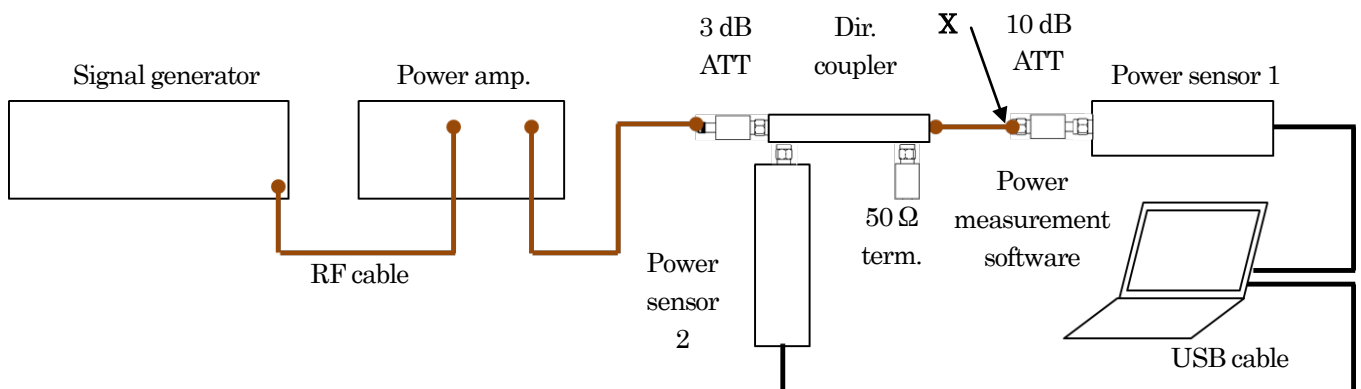 Signal generator
Power amp.
3 dB
ATT
Dir.
coupler
X
10 dB
ATT
Power sensor 1
RF cable
Power
sensor
2
50 Ω
term.
Power
measurement
software
USB cable